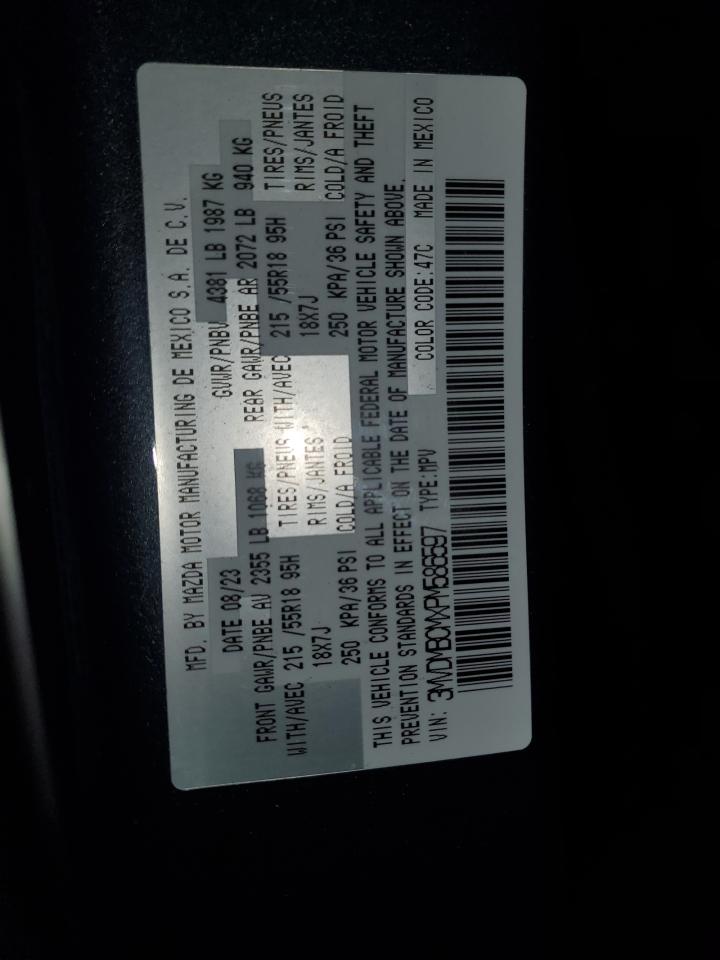 MFD. BY MAZDA MOTOR MANUFACTURING DE MEXICO S.A. DE C.V.
DATE 08/23 GVWR/PNBV 4381 LB 1987 KG
FRONT GAWR/PNBE AV 2355 LB 1068 KG REAR GAWR/PNBE AR 2072 LB 940 KG
WITH/AVEC 215 /55R18 95H TIRES/PNEUS WITH/AVEC 215 /55R18 95H TIRES/PNEUS
18X7J RIMS/JANTES 18X7J RIMS/JANTES
250 KPA/36 PSI COLD/A FROID 250 KPA/36 PSI COLD/A FROID
THIS VEHICLE CONFORMS TO ALL APPLICABLE FEDERAL MOTOR VEHICLE SAFETY AND THEFT
PREVENTION STANDARDS IN EFFECT ON THE DATE OF MANUFACTURE SHOWN ABOVE.
VIN: 3MVDMBCMXPM586597 TYPE:MPV COLOR CODE:47C MADE IN MEXICO